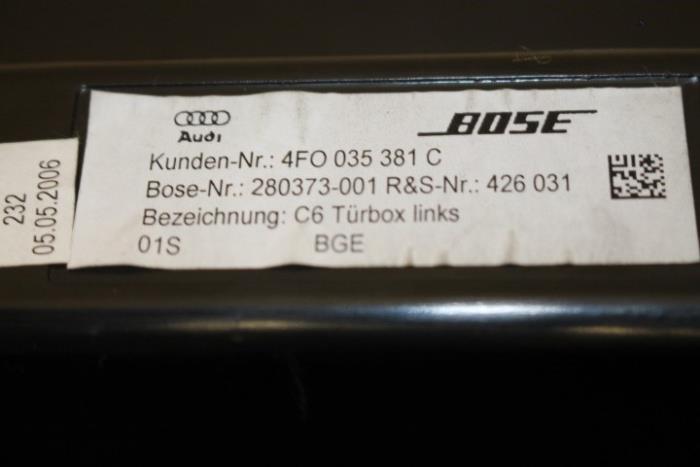 Audi
BOSE
Kunden-Nr.: 4FO 035 381 C
Bose-Nr.: 280373-001 R&S-Nr.: 426 031
Bezeichnung: C6 Türbox links
01S BGE
232
05.05.2006